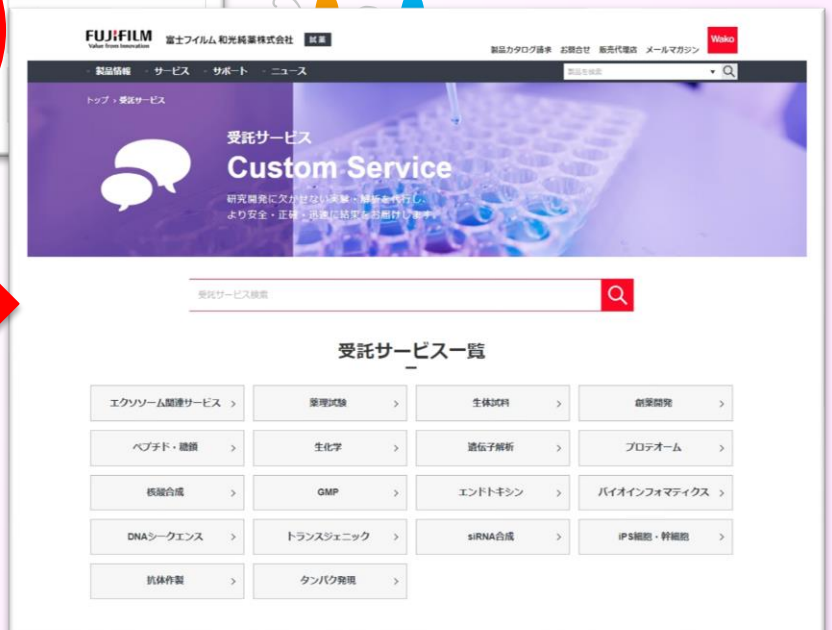 FUJIFILM
Value from Innovation
富士フイルム 和光純薬株式会社 試薬
製品カタログ請求 お問合せ 販売代理店 メールマガジン
Wako
製品情報 サービス サポート ニュース
製品を検索
トップ › 受託サービス
受託サービス
Custom Service
研究開発に欠かせない実験・解析を代行し、
より安全・正確・迅速に結果をお届けします。
受託サービス検索
受託サービス一覧
エクソソーム関連サービス
薬理試験
生体試料
創薬開発
ペプチド・糖鎖
生化学
遺伝子解析
プロテオーム
核酸合成
GMP
エンドトキシン
バイオインフォマティクス
DNAシークエンス
トランスジェニック
siRNA合成
iPS細胞・幹細胞
抗体作製
タンパク発現